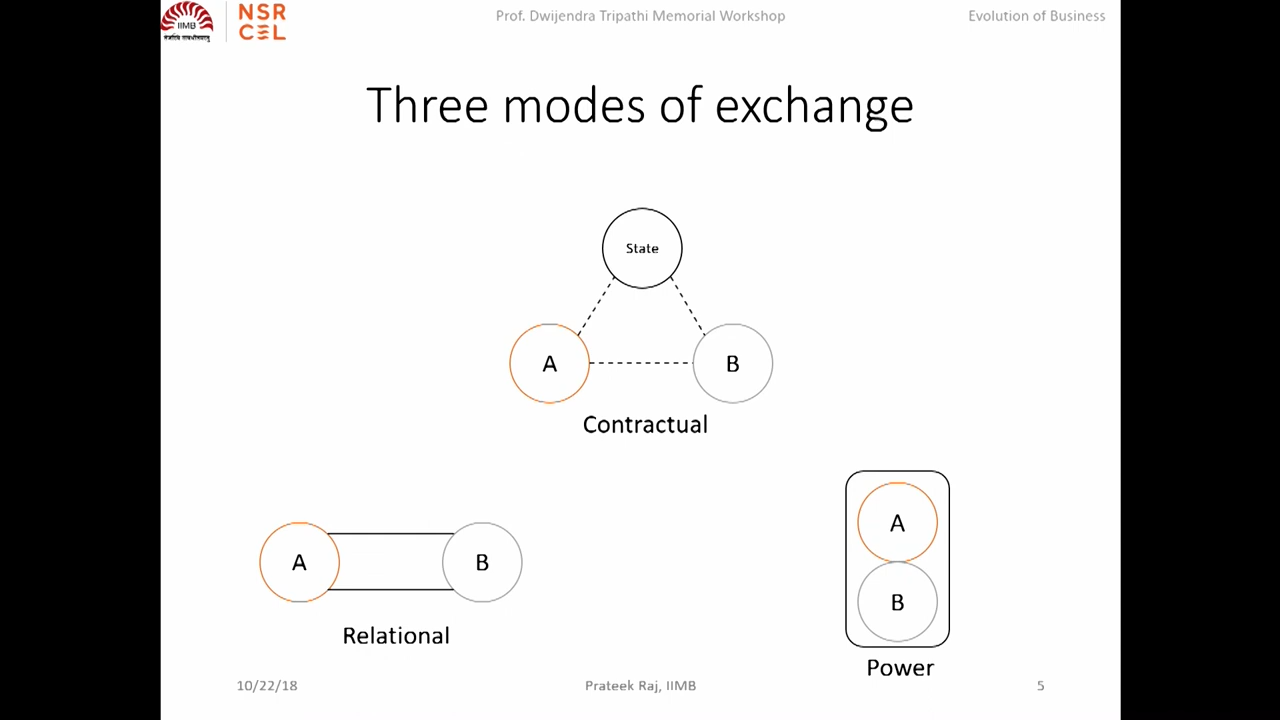 IIMB
NSR
CEL
Prof. Dwijendra Tripathi Memorial Workshop
Evolution of Business
Three modes of exchange
State
A
B
Contractual
A
B
Relational
A
B
Power
10/22/18
Prateek Raj, IIMB
5